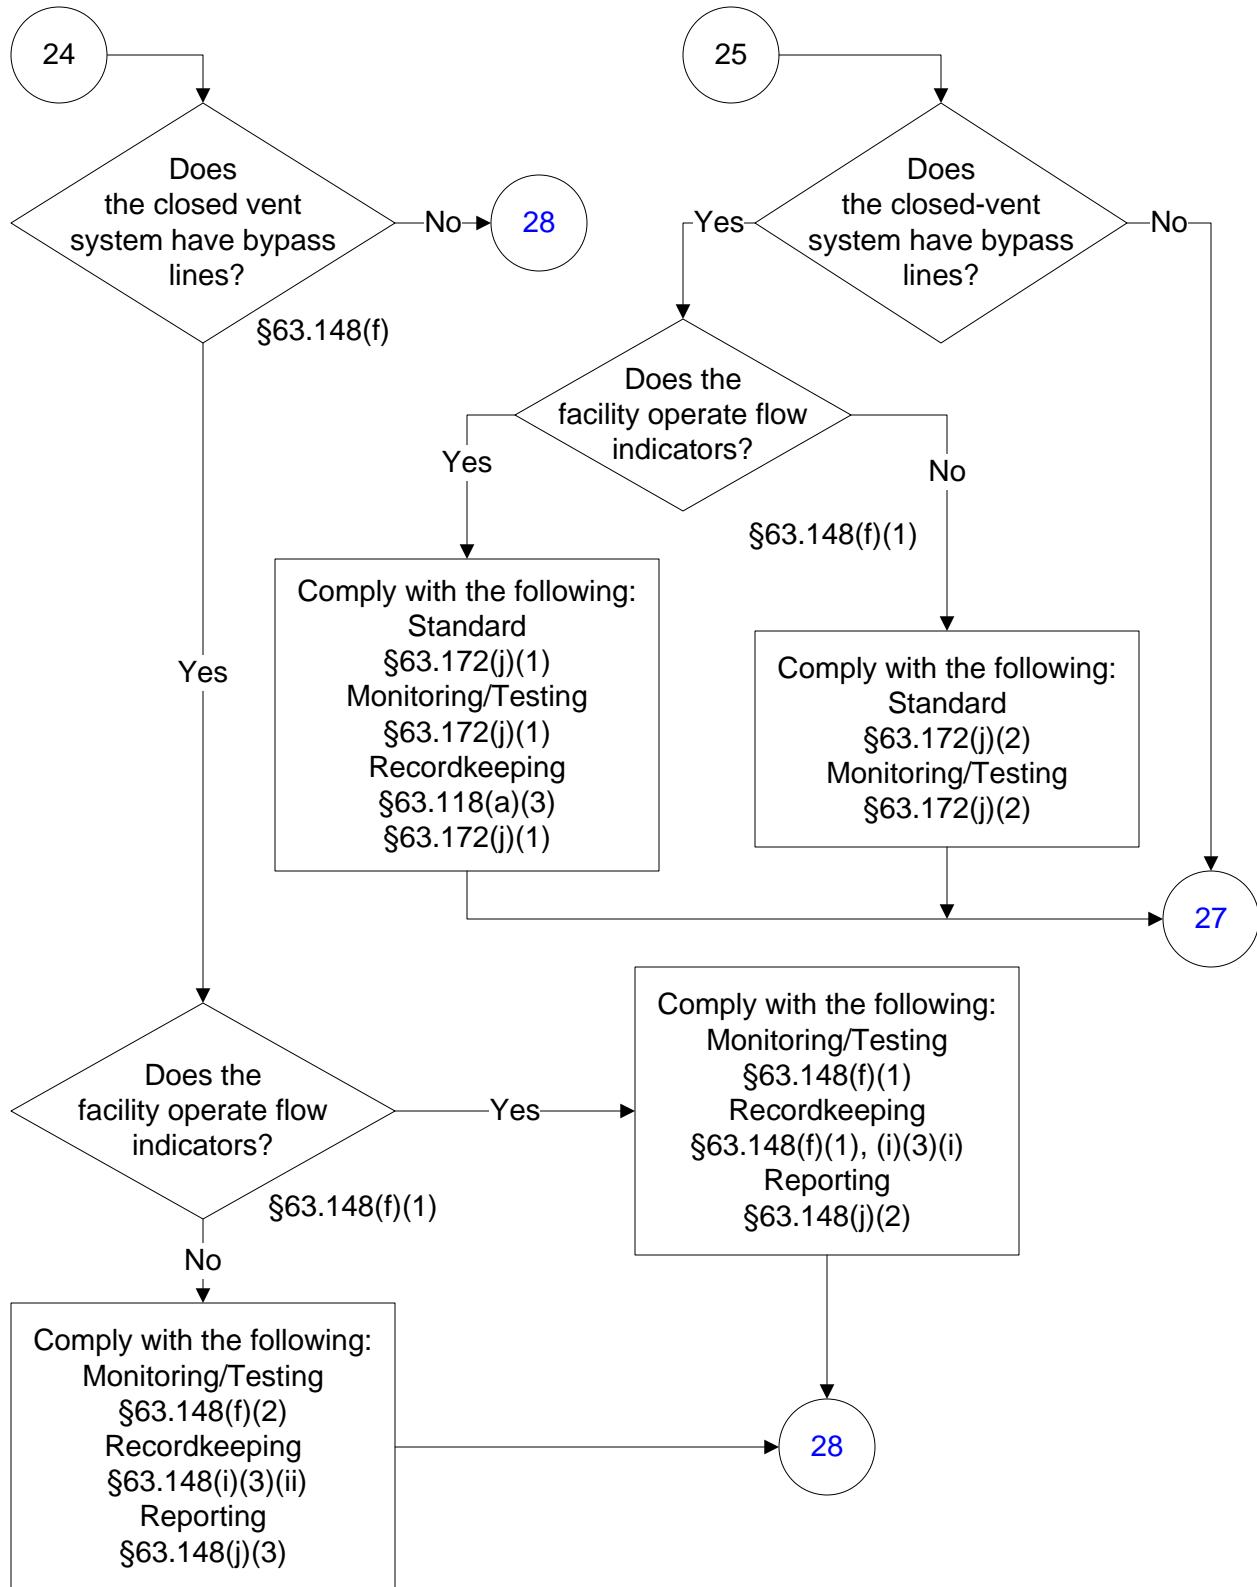 24
Does
the closed vent
system have bypass
lines?
No
28
§63.148(f)
Yes
25
Does
the closed-vent
system have bypass
lines?
Yes
No
Does the
facility operate flow
indicators?
Yes
No
§63.148(f)(1)
Comply with the following:
Standard
§63.172(j)(1)
Monitoring/Testing
§63.172(j)(1)
Recordkeeping
§63.118(a)(3)
§63.172(j)(1)
Comply with the following:
Standard
§63.172(j)(2)
Monitoring/Testing
§63.172(j)(2)
27
Does the
facility operate flow
indicators?
Yes
§63.148(f)(1)
No
Comply with the following:
Monitoring/Testing
§63.148(f)(1)
Recordkeeping
§63.148(f)(1), (i)(3)(i)
Reporting
§63.148(j)(2)
Comply with the following:
Monitoring/Testing
§63.148(f)(2)
Recordkeeping
§63.148(i)(3)(ii)
Reporting
§63.148(j)(3)
28